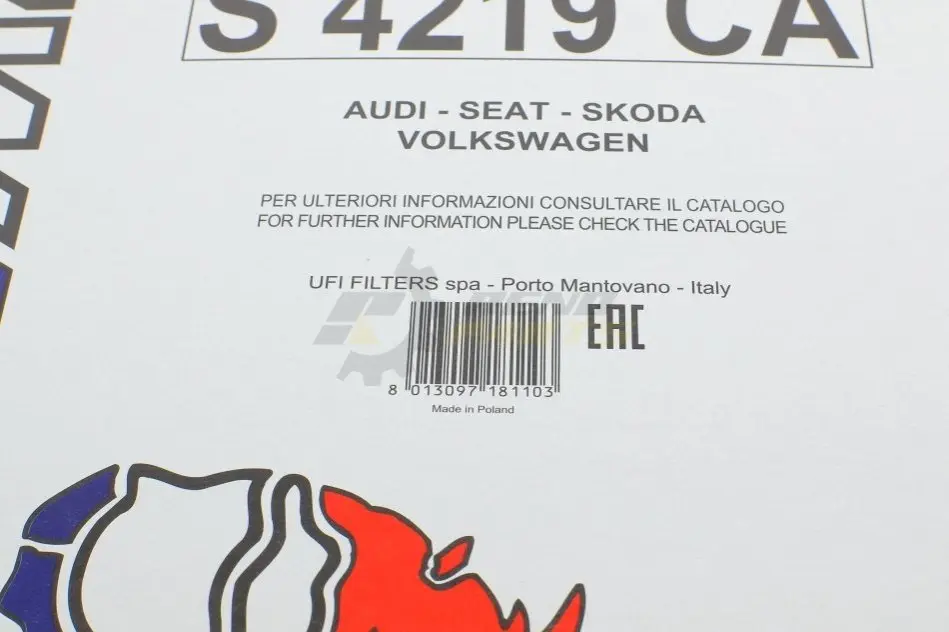 S 4219 CA
AUDI - SEAT - SKODA
VOLKSWAGEN
PER ULTERIORI INFORMAZIONI CONSULTARE IL CATALOGO
FOR FURTHER INFORMATION PLEASE CHECK THE CATALOGUE
UFI FILTERS spa - Porto Mantovano - Italy
EAC
8 013097 181103
Made in Poland